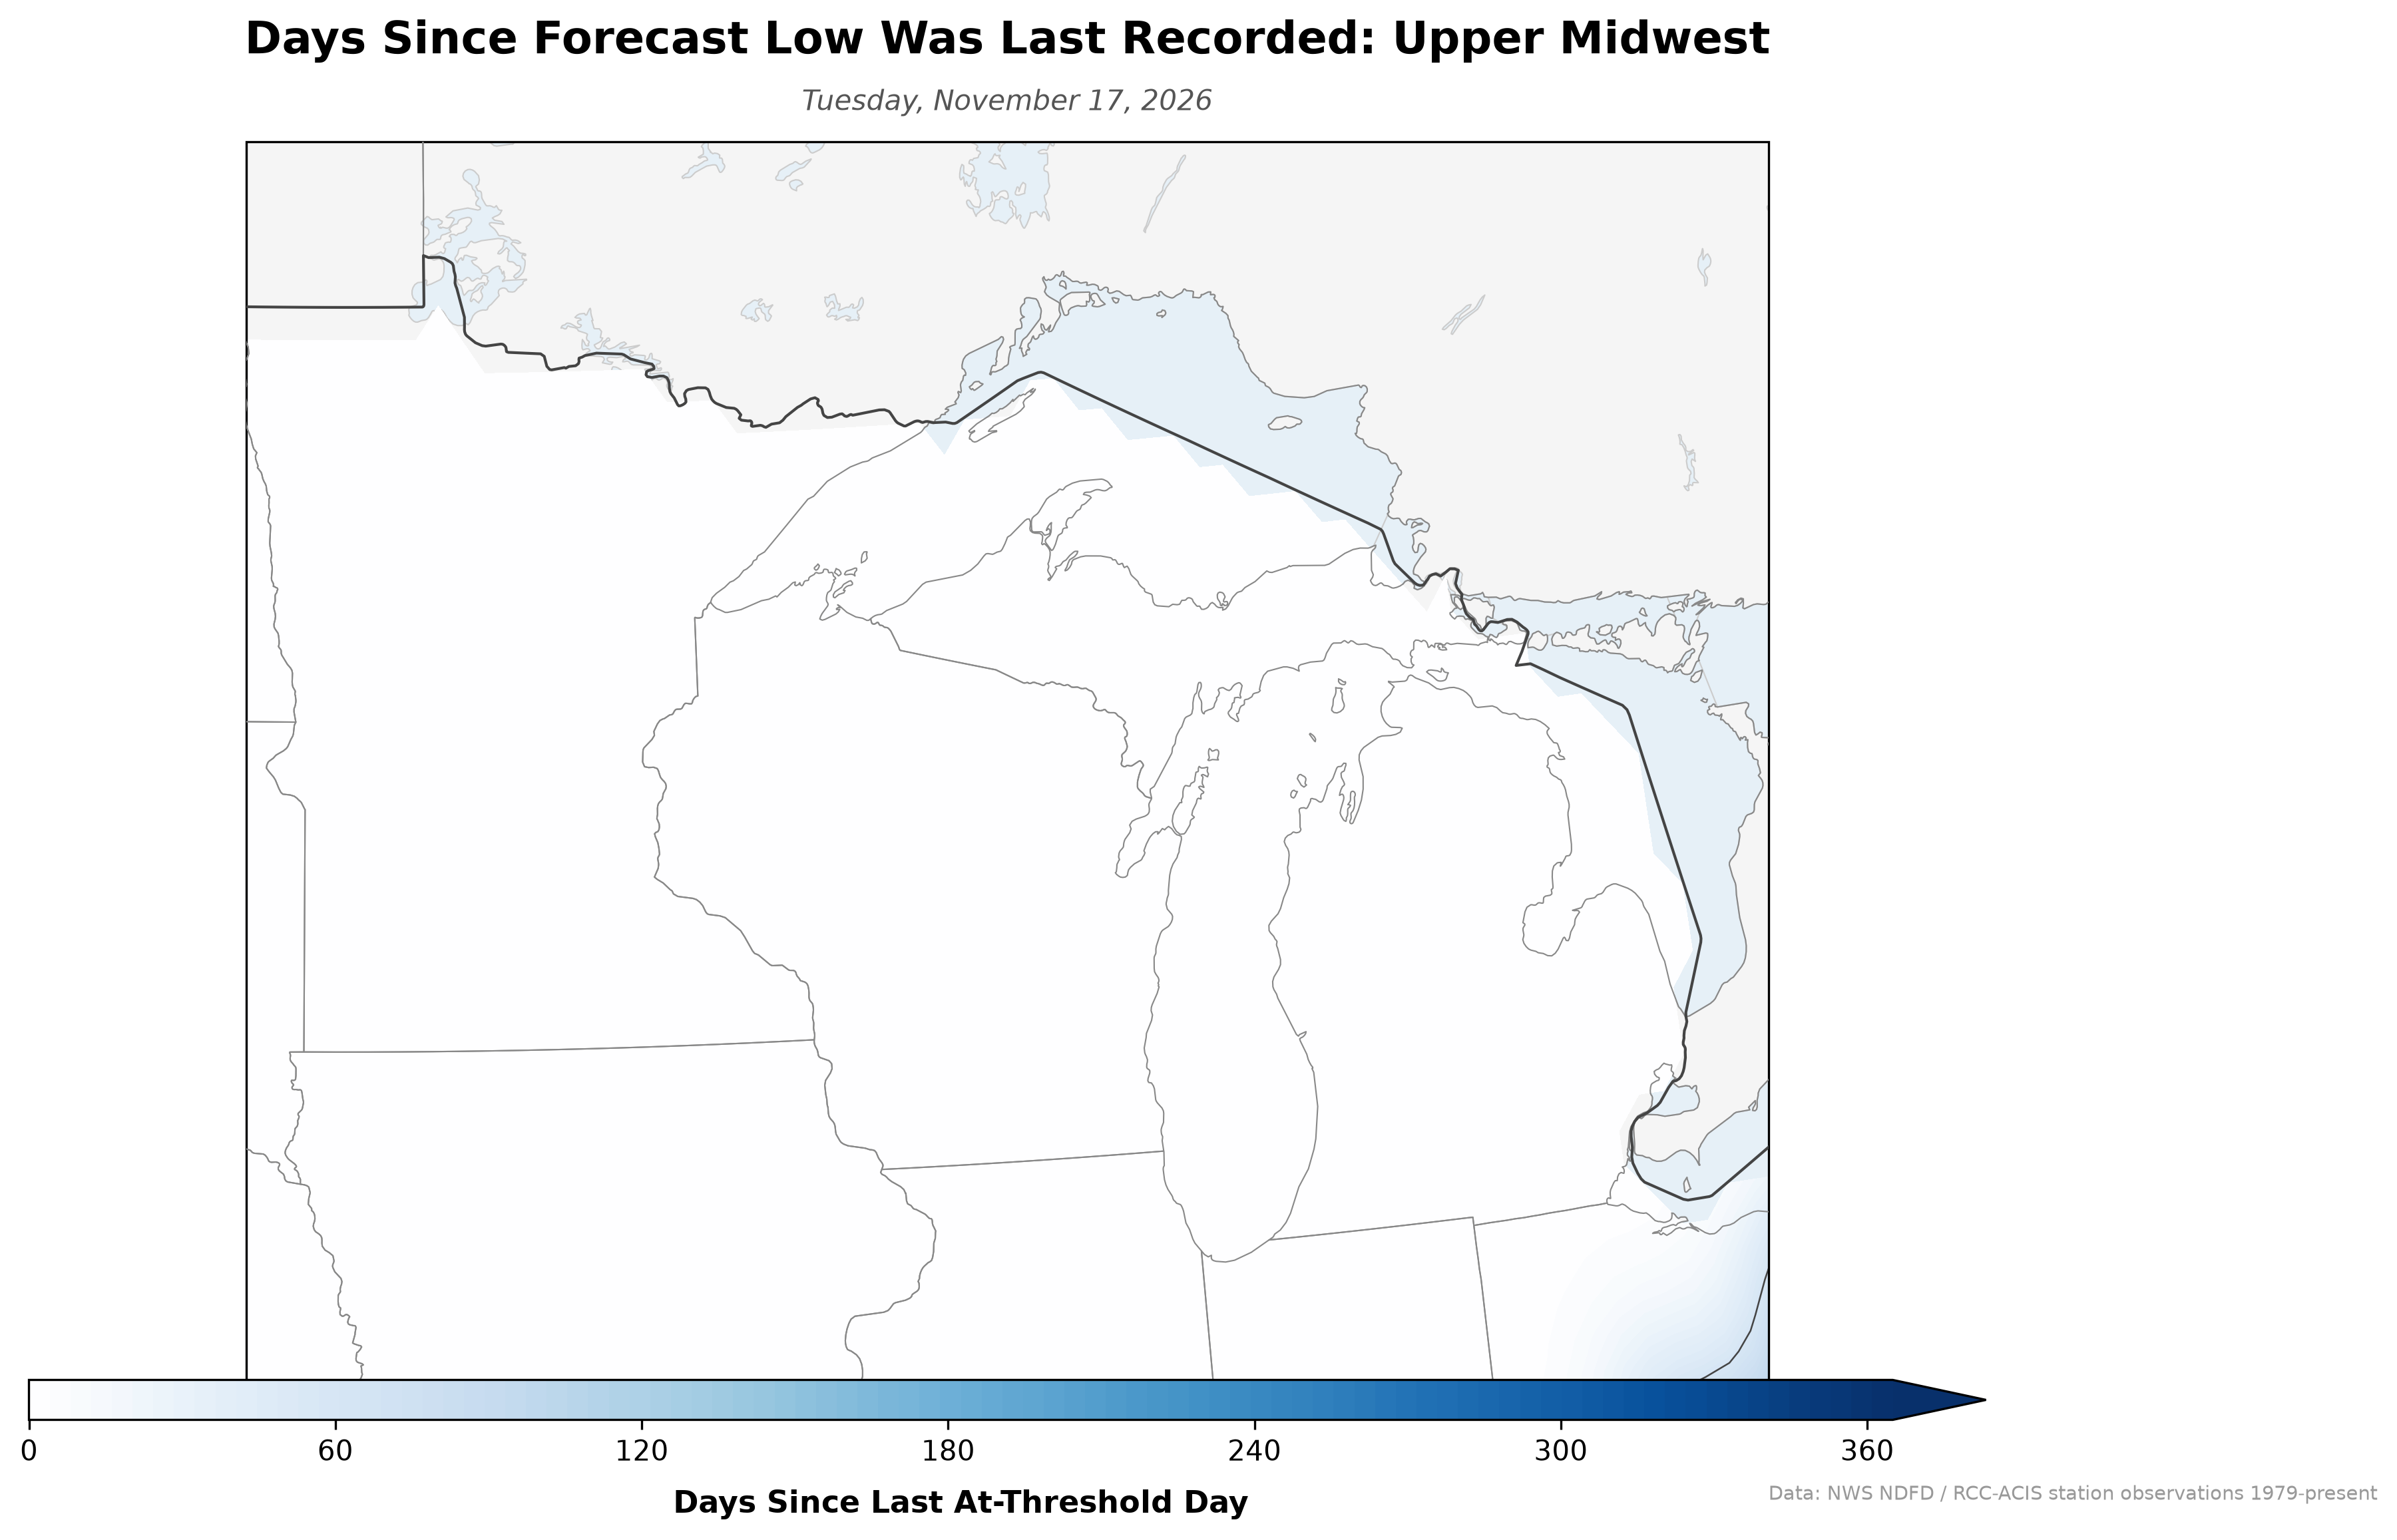 Days Since Forecast Low Was Last Recorded: Upper Midwest
Tuesday, November 17, 2026
0 60 120 180 240 300 360
Days Since Last At-Threshold Day
Data: NWS NDFD / RCC-ACIS station observations 1979-present